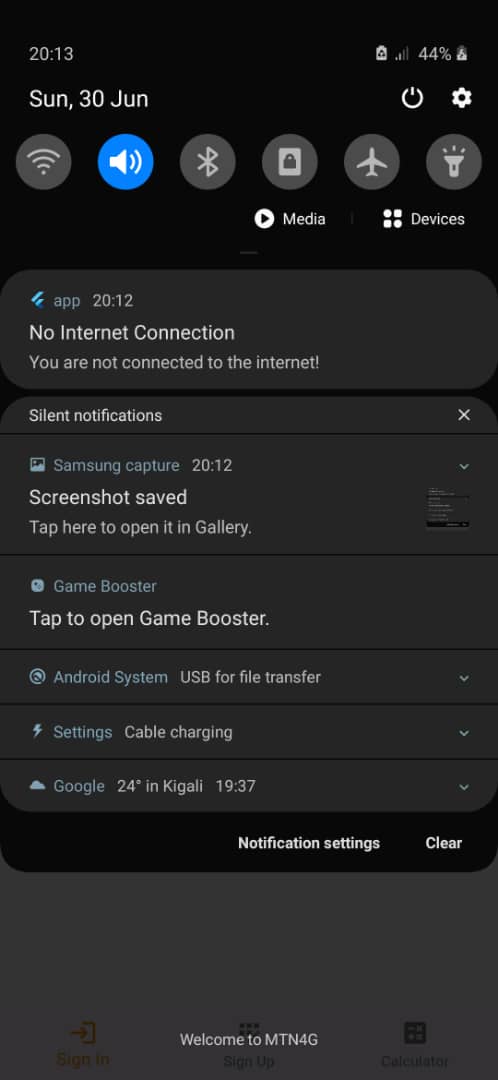 20:13 44%
Sun, 30 Jun
Media Devices
app 20:12
No Internet Connection
You are not connected to the internet!
Silent notifications
Samsung capture 20:12
Screenshot saved
Tap here to open it in Gallery.
Game Booster
Tap to open Game Booster.
Android System USB for file transfer
Settings Cable charging
Google 24° in Kigali 19:37
Notification settings Clear
Welcome to MTN4G
Sign In Sign Up Calculator